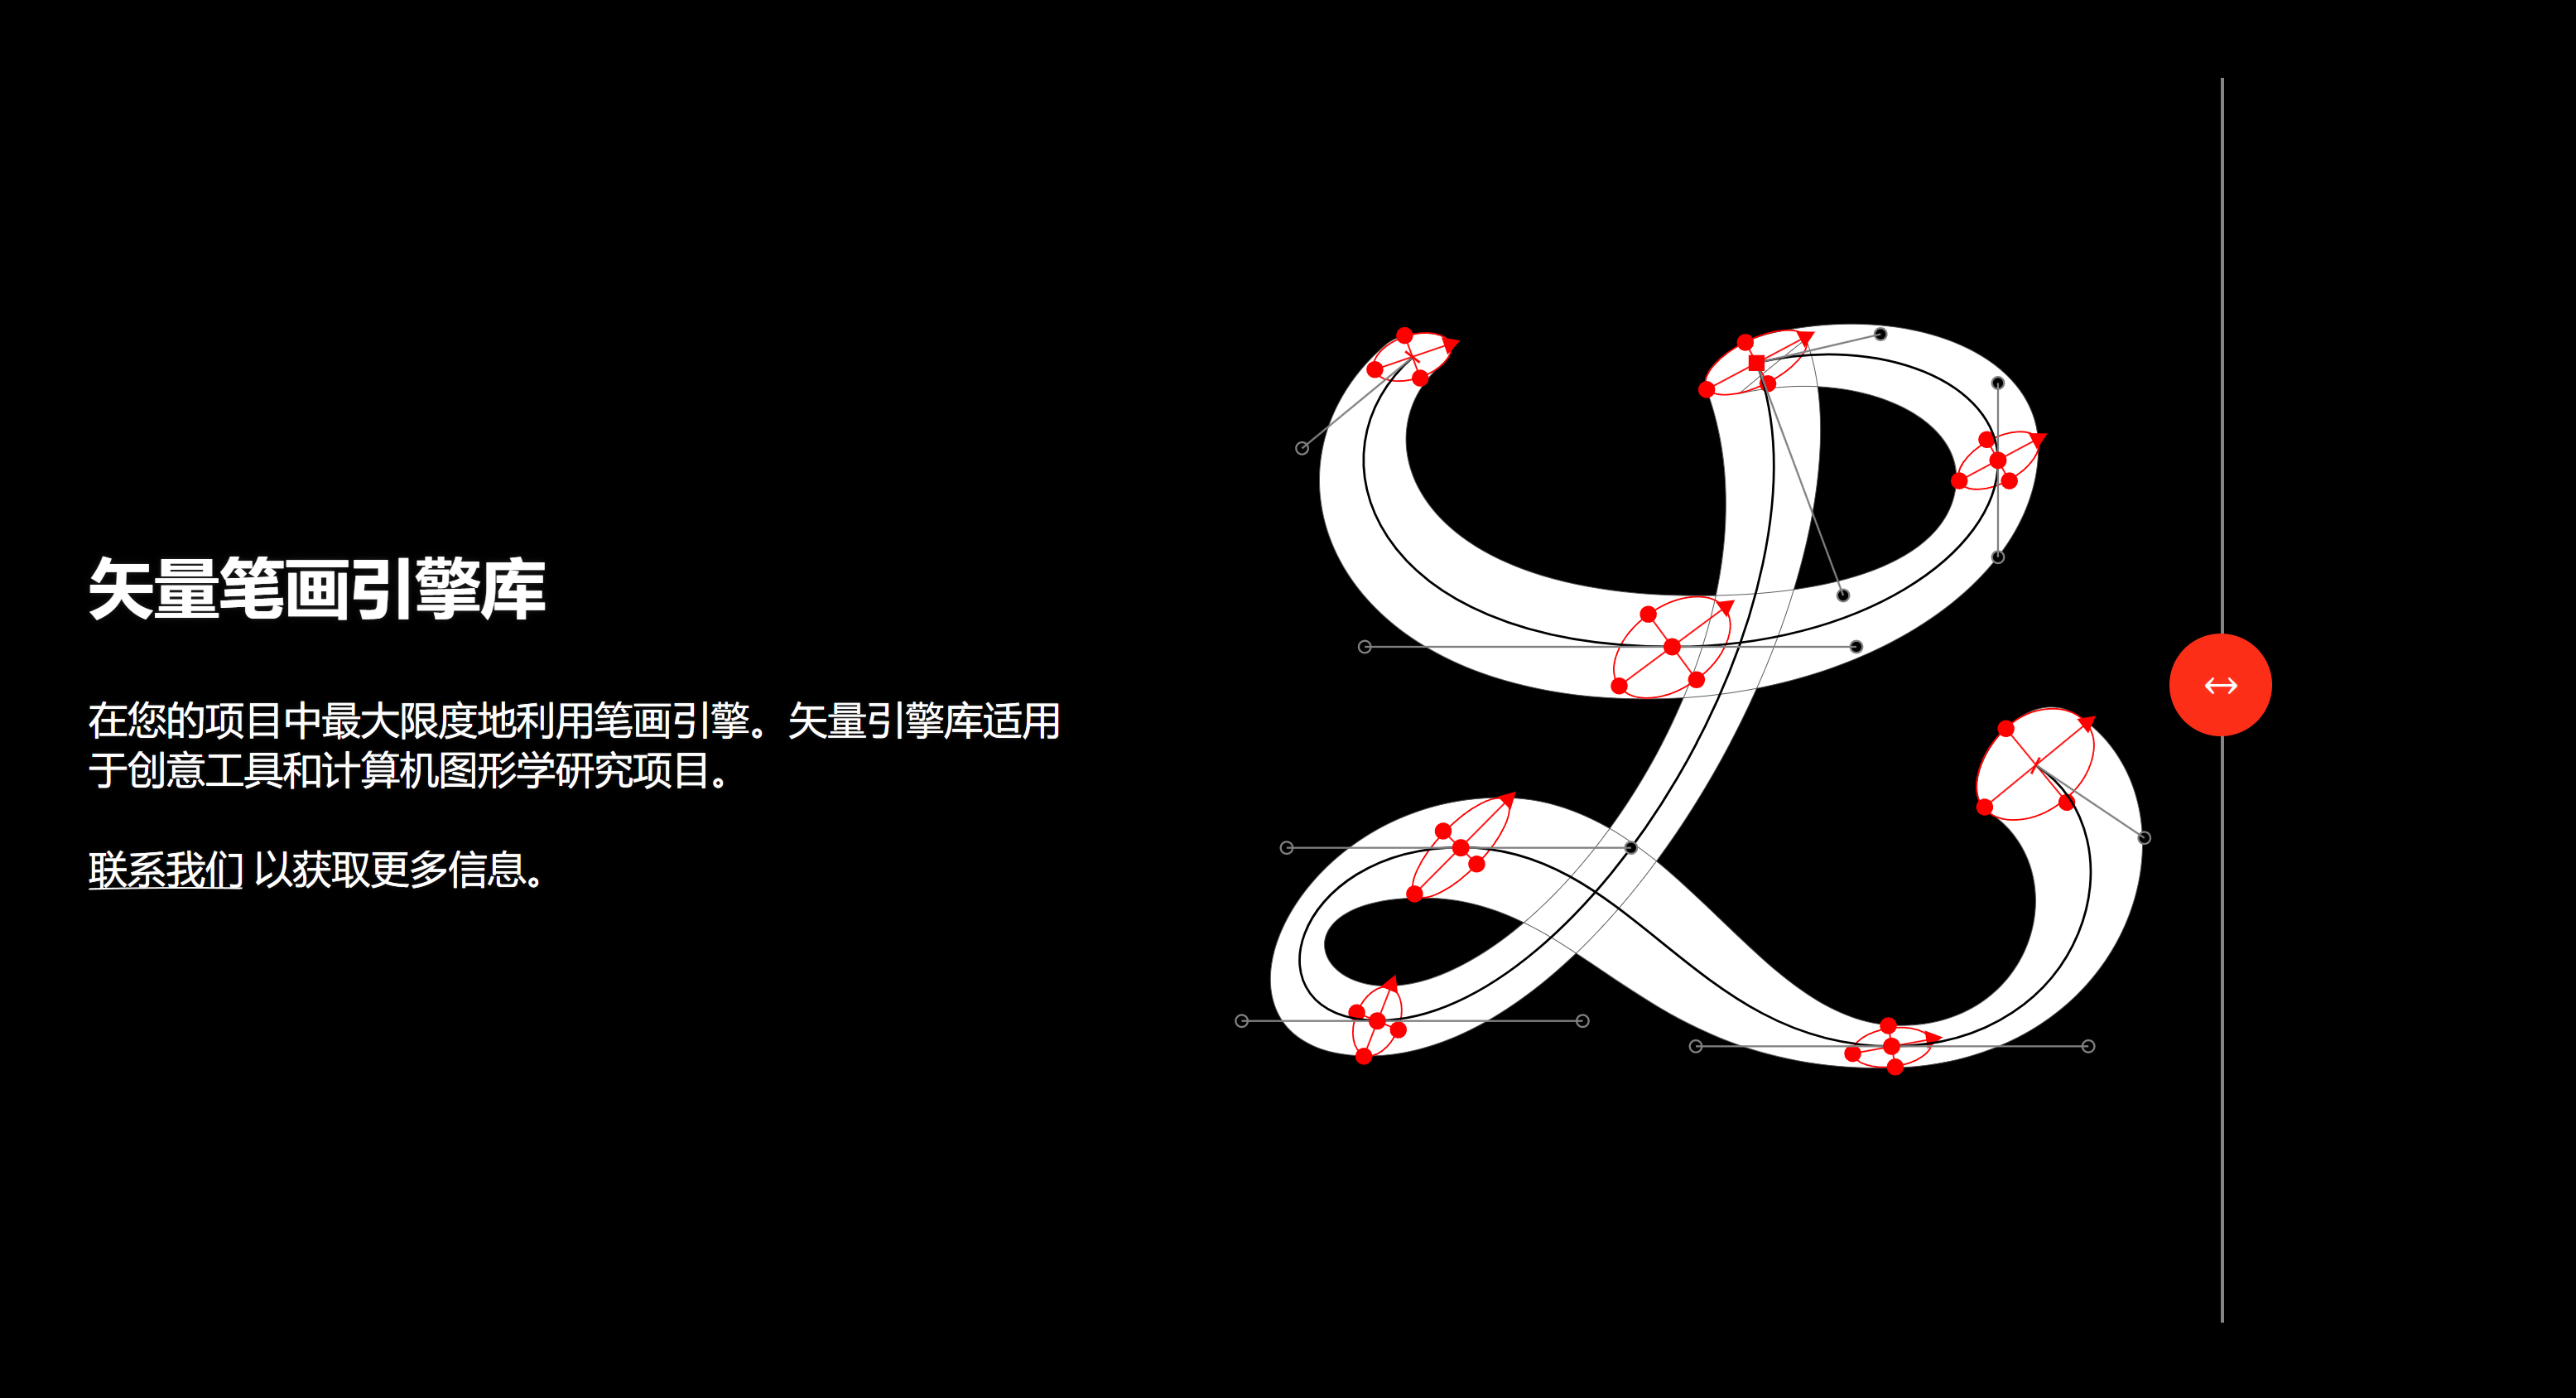 矢量笔画引擎库
在您的项目中最大限度地利用笔画引擎。矢量引擎库适用
于创意工具和计算机图形学研究项目。
联系我们 以获取更多信息。